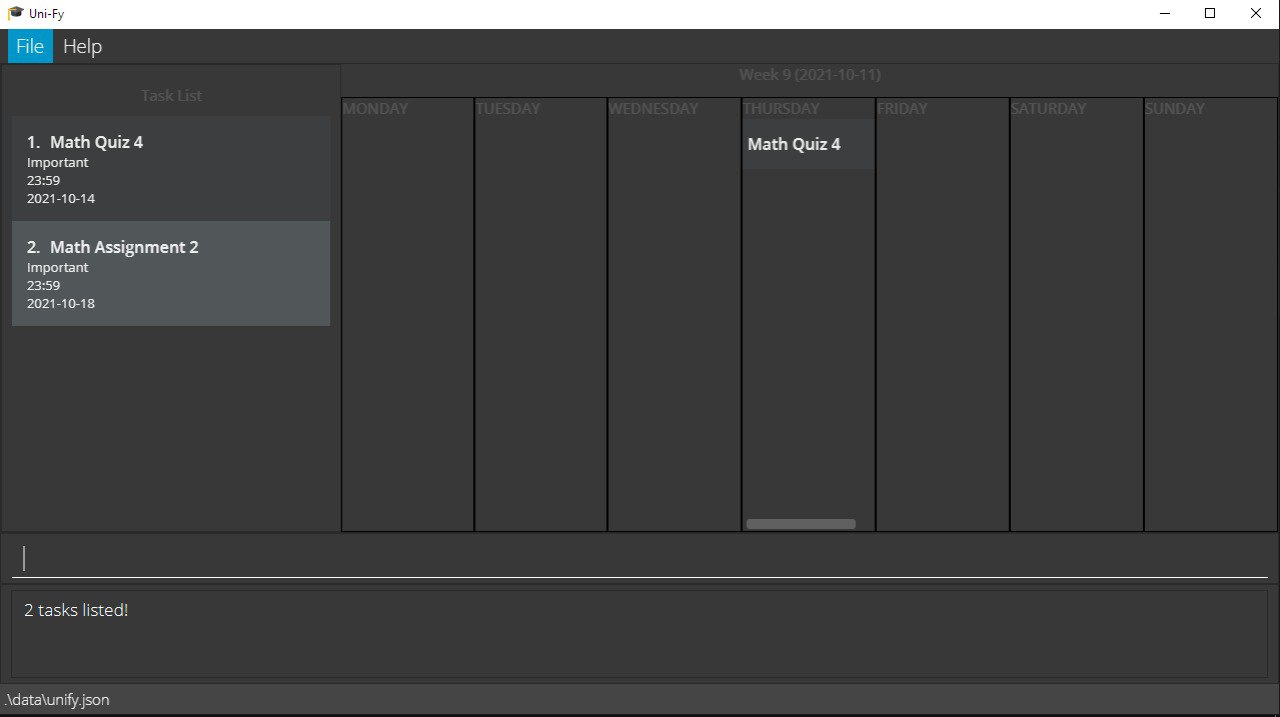 Uni-Fy
File Help
Task List
1. Math Quiz 4
Important
23:59
2021-10-14
2. Math Assignment 2
Important
23:59
2021-10-18
Week 9 (2021-10-11)
MONDAY TUESDAY WEDNESDAY THURSDAY FRIDAY SATURDAY SUNDAY
Math Quiz 4
2 tasks listed!
.\data\unify.json